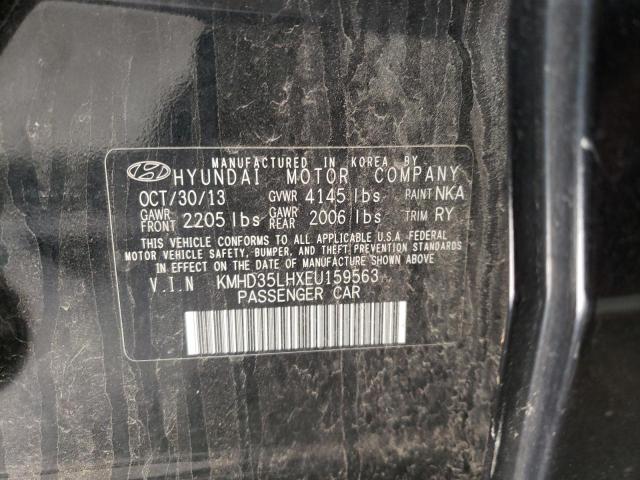 MANUFACTURED IN KOREA BY
HYUNDAI MOTOR COMPANY
OCT/30/13 GVWR 4145 lbs PAINT NKA
GAWR FRONT 2205 lbs GAWR REAR 2006 lbs TRIM RY
THIS VEHICLE CONFORMS TO ALL APPLICABLE U.S.A. FEDERAL
MOTOR VEHICLE SAFETY, BUMPER, AND THEFT PREVENTION STANDARDS
IN EFFECT ON THE DATE OF MANUFACTURE SHOWN ABOVE.
V.I.N KMHD35LHXEU159563
PASSENGER CAR